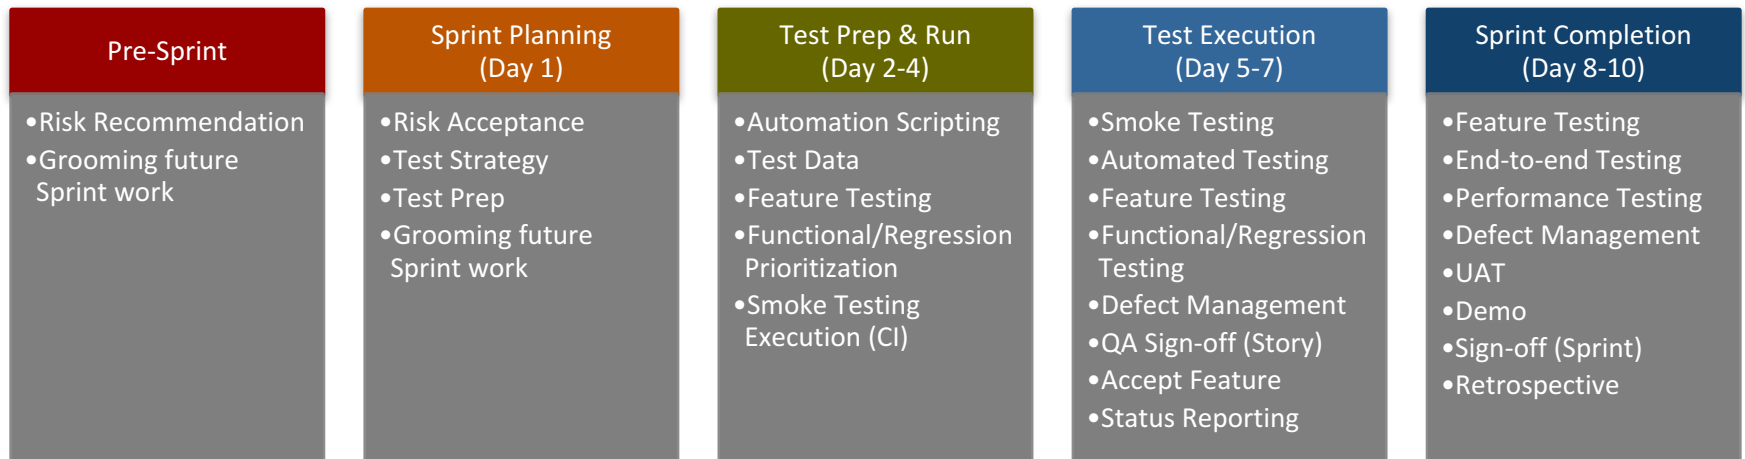 Pre-Sprint
•Risk Recommendation
•Grooming future
Sprint work
Sprint Planning
(Day 1)
•Risk Acceptance
•Test Strategy
•Test Prep
•Grooming future
Sprint work
Test Prep & Run
(Day 2-4)
•Automation Scripting
•Test Data
•Feature Testing
•Functional/Regression
Prioritization
•Smoke Testing
Execution (CI)
Test Execution
(Day 5-7)
•Smoke Testing
•Automated Testing
•Feature Testing
•Functional/Regression
Testing
•Defect Management
•QA Sign-off (Story)
•Accept Feature
•Status Reporting
Sprint Completion
(Day 8-10)
•Feature Testing
•End-to-end Testing
•Performance Testing
•Defect Management
•UAT
•Demo
•Sign-off (Sprint)
•Retrospective